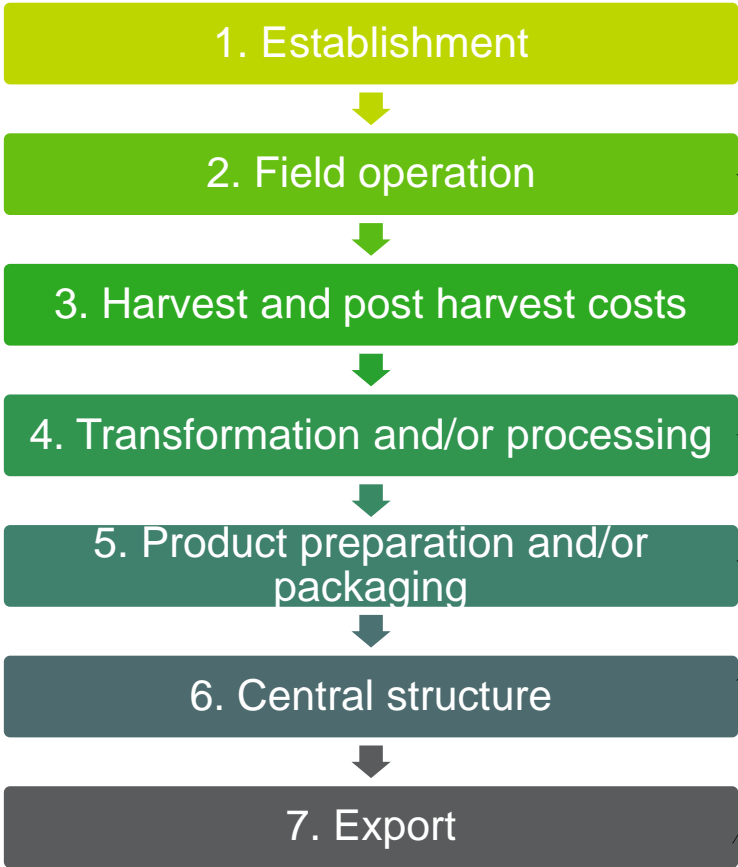 1. Establishment
2. Field operation
3. Harvest and post harvest costs
4. Transformation and/or processing
5. Product preparation and/or
packaging
6. Central structure
7. Export